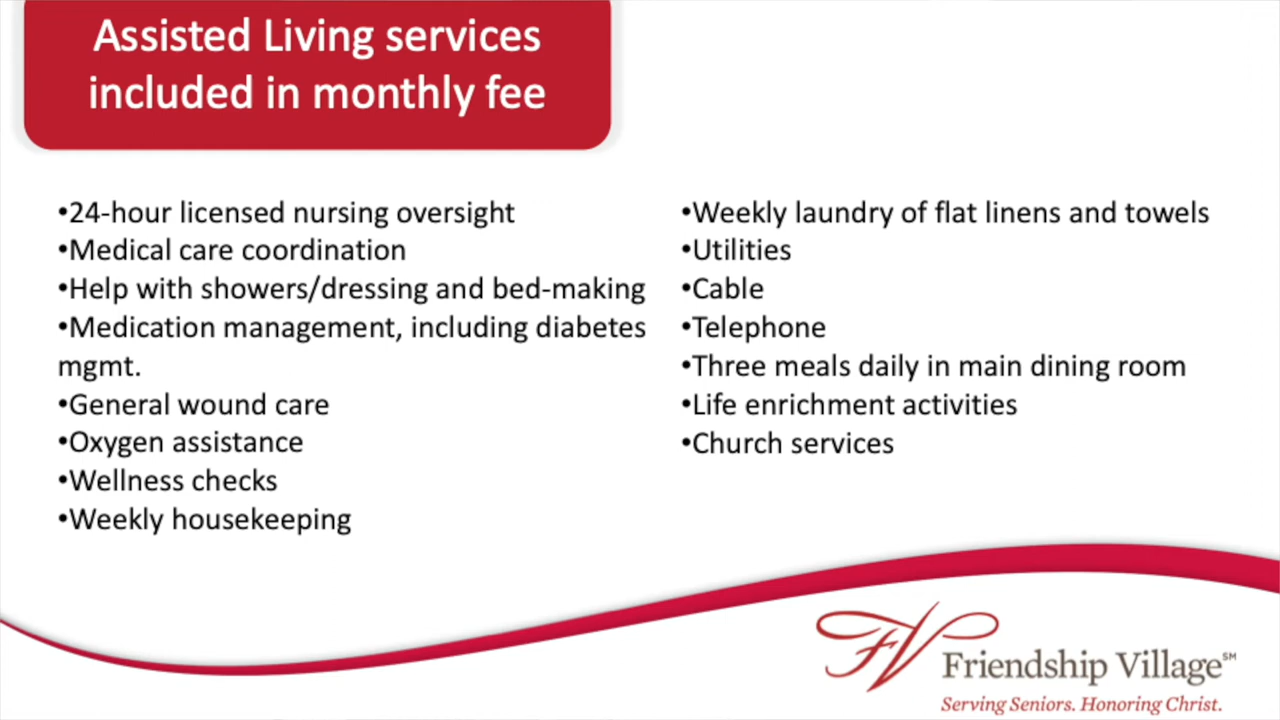 Assisted Living services
included in monthly fee
•24-hour licensed nursing oversight
•Medical care coordination
•Help with showers/dressing and bed-making
•Medication management, including diabetes
mgmt.
•General wound care
•Oxygen assistance
•Wellness checks
•Weekly housekeeping
•Weekly laundry of flat linens and towels
•Utilities
•Cable
•Telephone
•Three meals daily in main dining room
•Life enrichment activities
•Church services
FV
Friendship Village℠
Serving Seniors. Honoring Christ.